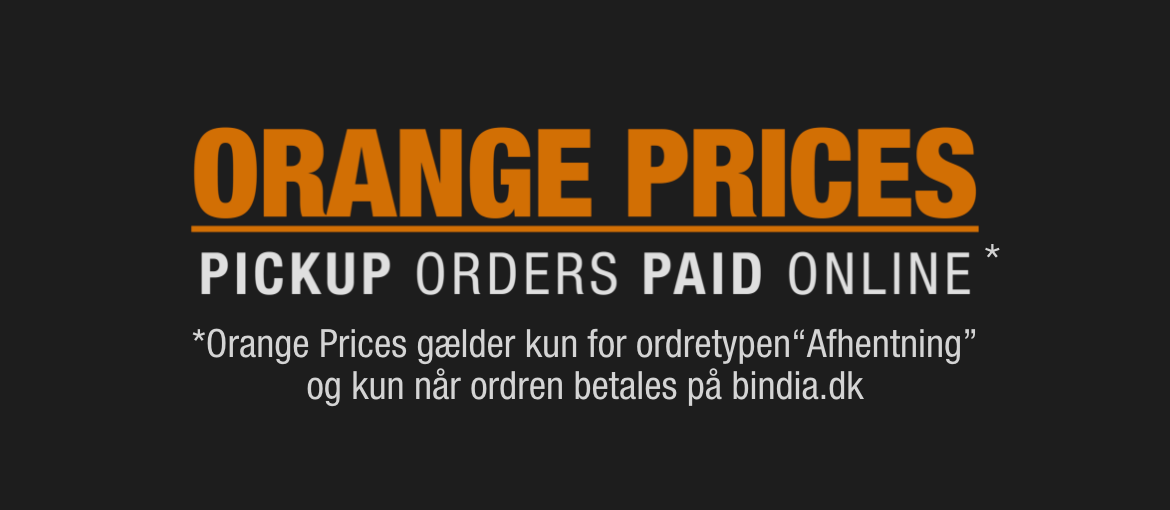 ORANGE PRICES
PICKUP ORDERS PAID ONLINE*
*Orange Prices gælder kun for ordretypen“Afhentning”
og kun når ordren betales på bindia.dk